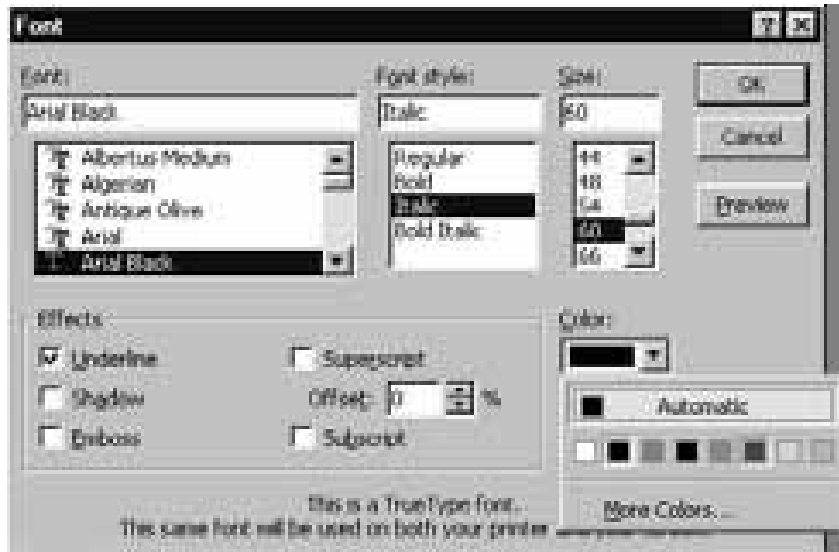 Font
Font: Font style: Size:
Arial Black Italic 60 OK
Cancel
Albertus Medium Regular 44
Algerian Bold 48
Antique Olive Italic 54 Preview
Arial Bold Italic 60
Arial Black 66
Effects Color:
Underline Superscript
Shadow Offset: 0 % Automatic
Emboss Subscript
More Colors...
This is a TrueType font.
This same font will be used on both your printer